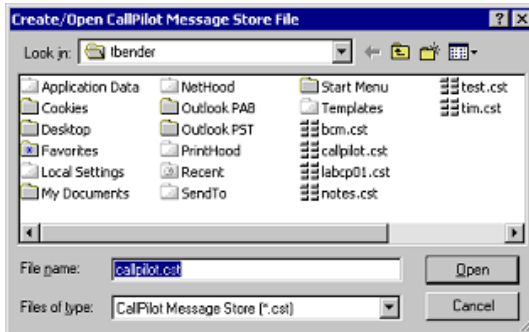 Create/Open CallPilot Message Store File
Look in: tbender
Application Data NetHood Start Menu test.cst
Cookies Outlook PAB Templates tim.cst
Desktop Outlook PST bcm.cst
Favorites PrintHood callpilot.cst
Local Settings Recent labcp01.cst
My Documents SendTo notes.cst
File name: callpilot.cst Open
Files of type: CallPilot Message Store (*.cst) Cancel